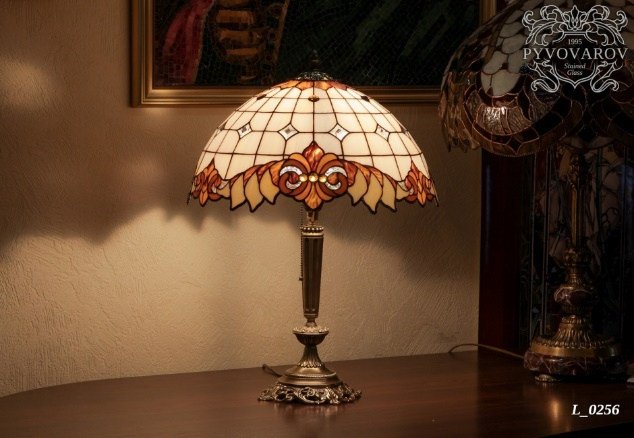 1995
PYVOVAROV
Stained
Glass
L_0256